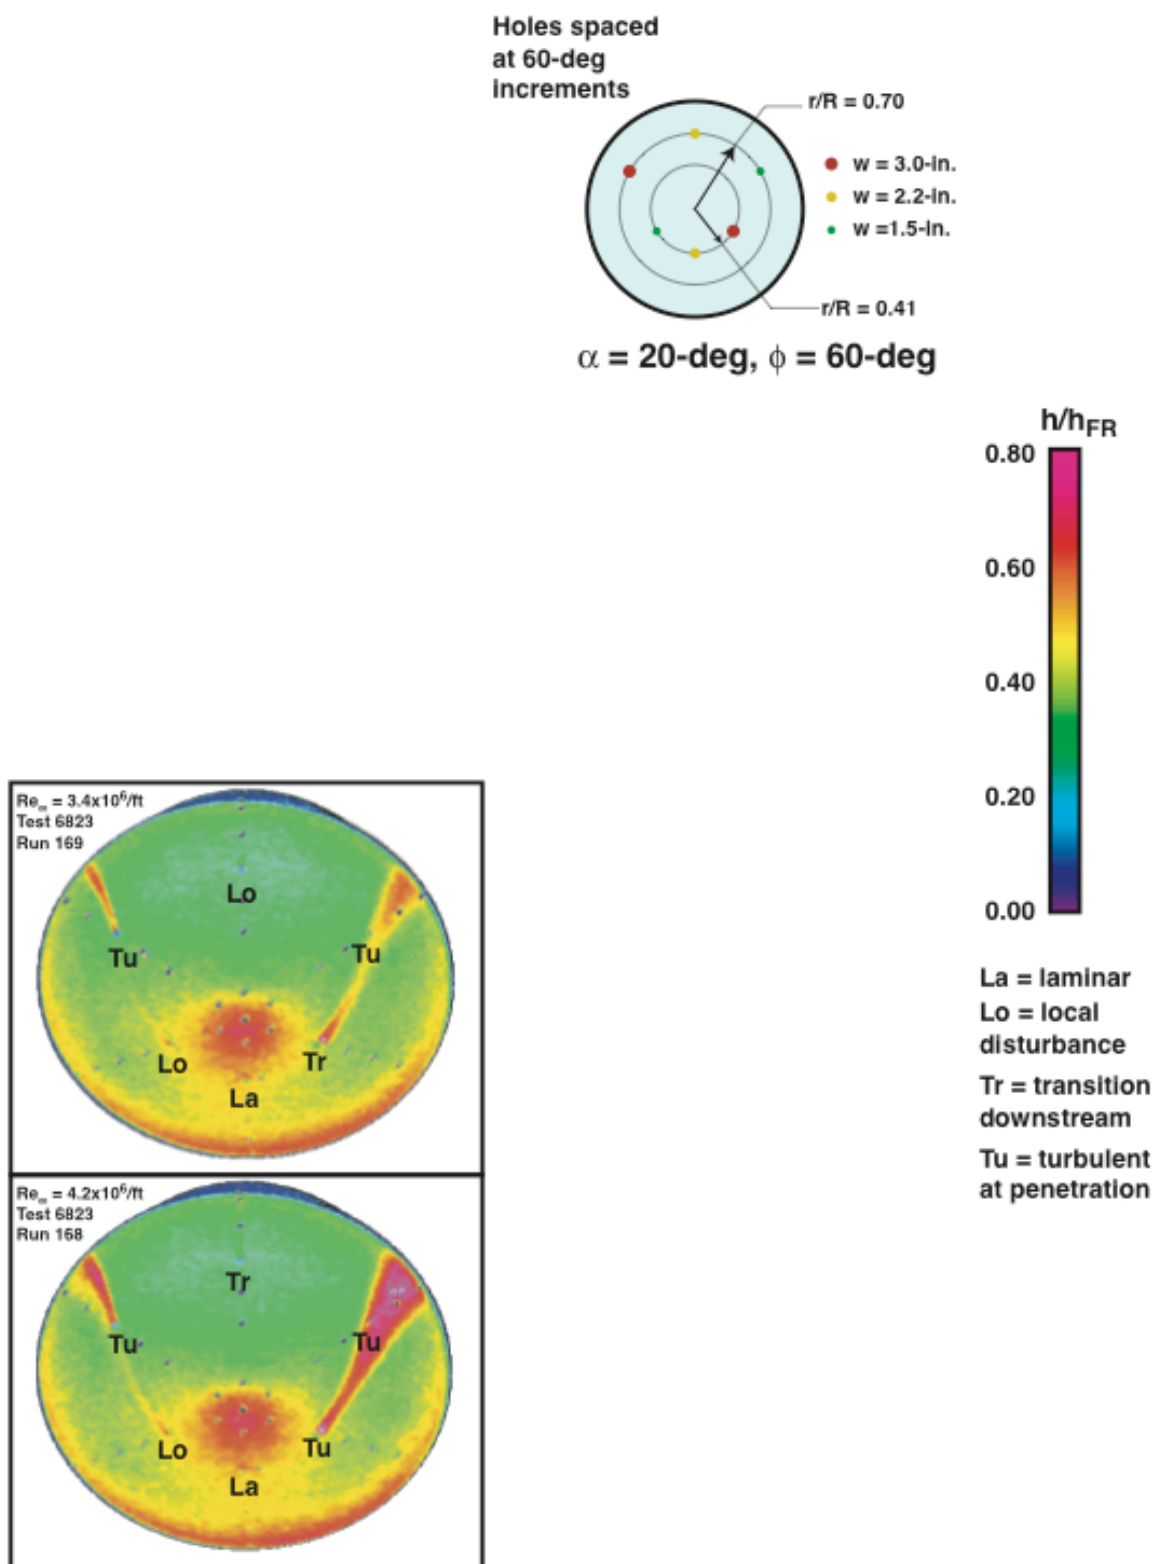 Holes spaced
at 60-deg
increments
r/R = 0.70
w = 3.0-in.
w = 2.2-in.
w =1.5-in.
r/R = 0.41
α = 20-deg, ϕ = 60-deg
h/hFR
0.80
0.60
0.40
0.20
0.00
La = laminar
Lo = local
disturbance
Tr = transition
downstream
Tu = turbulent
at penetration
Re∞ = 3.4x10⁶/ft
Test 6823
Run 169
Lo
Tu
Tu
Lo
Tr
La
Re∞ = 4.2x10⁶/ft
Test 6823
Run 168
Tr
Tu
Tu
Lo
Tu
La